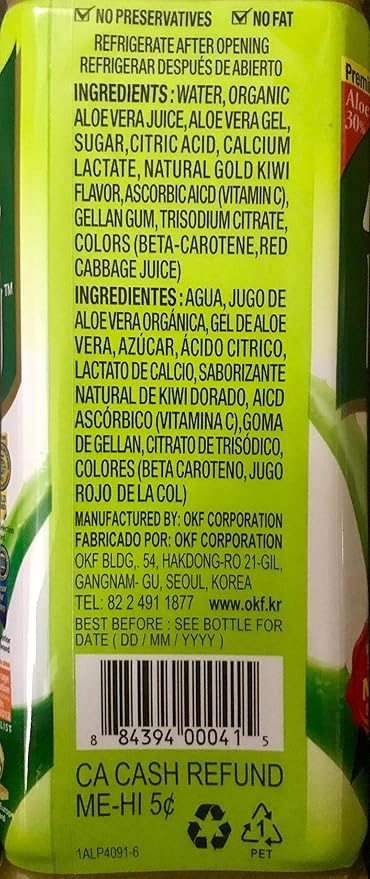 NO PRESERVATIVES NO FAT
REFRIGERATE AFTER OPENING
REFRIGERAR DESPUÉS DE ABIERTO
INGREDIENTS : WATER, ORGANIC
ALOE VERA JUICE, ALOE VERA GEL,
SUGAR, CITRIC ACID, CALCIUM
LACTATE, NATURAL GOLD KIWI
FLAVOR, ASCORBIC AICD (VITAMIN C),
GELLAN GUM, TRISODIUM CITRATE,
COLORS (BETA-CAROTENE, RED
CABBAGE JUICE)
INGREDIENTES : AGUA, JUGO DE
ALOE VERA ORGÁNICA, GEL DE ALOE
VERA, AZÚCAR, ÁCIDO CITRICO,
LACTATO DE CALCIO, SABORIZANTE
NATURAL DE KIWI DORADO, AICD
ASCÓRBICO (VITAMINA C), GOMA
DE GELLAN, CITRATO DE TRISÓDICO,
COLORES (BETA CAROTENO, JUGO
ROJO DE LA COL)
MANUFACTURED BY: OKF CORPORATION
FABRICADO POR: OKF CORPORATION
OKF BLDG,. 54, HAKDONG-RO 21-GIL,
GANGNAM- GU, SEOUL, KOREA
TEL: 82 2 491 1877 www.okf.kr
BEST BEFORE : SEE BOTTLE FOR
DATE ( DD / MM / YYYY )
8 84394 00041 5
CA CASH REFUND
ME-HI 5¢
1
PET
1ALP4091-6
Premi
Aloe
30%
TM